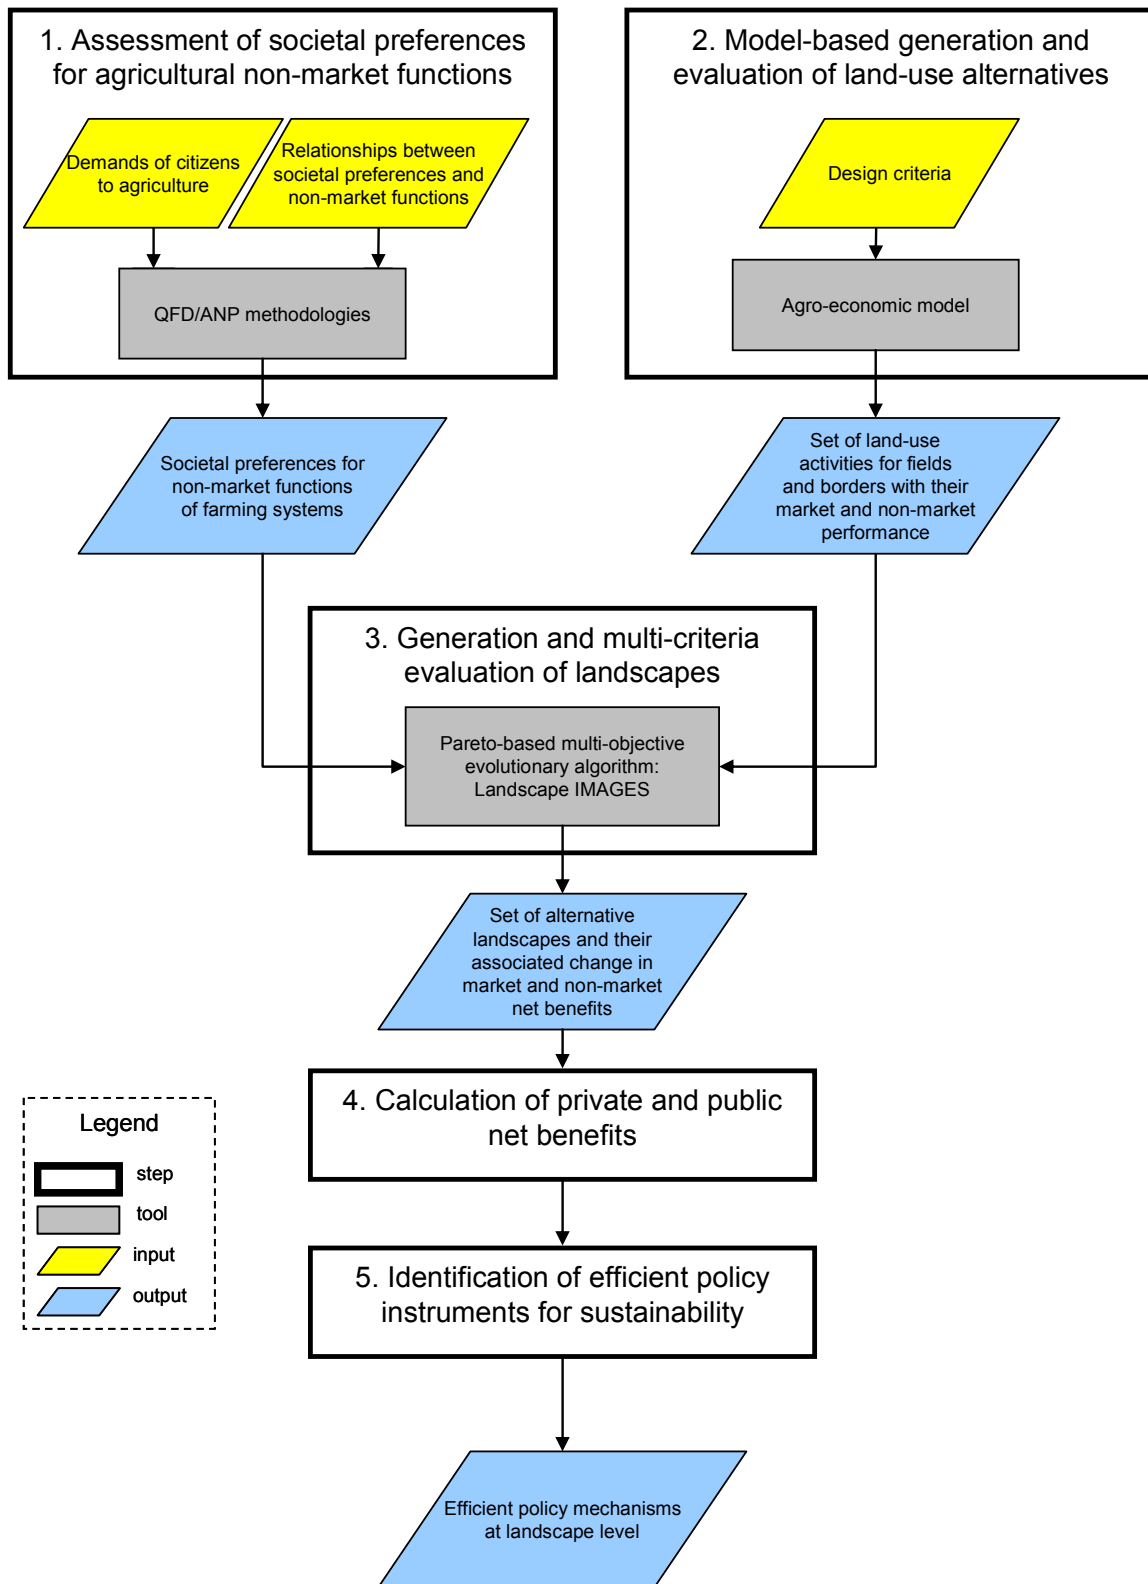 1. Assessment of societal preferences
for agricultural non-market functions
Demands of citizens
to agriculture
Relationships between
societal preferences and
non-market functions
QFD/ANP methodologies
2. Model-based generation and
evaluation of land-use alternatives
Design criteria
Agro-economic model
Societal preferences for
non-market functions
of farming systems
Set of land-use
activities for fields
and borders with their
market and non-market
performance
3. Generation and multi-criteria
evaluation of landscapes
Pareto-based multi-objective
evolutionary algorithm:
Landscape IMAGES
Set of alternative
landscapes and their
associated change in
market and non-market
net benefits
4. Calculation of private and public
net benefits
Legend
step
tool
input
output
5. Identification of efficient policy
instruments for sustainability
Efficient policy mechanisms
at landscape level